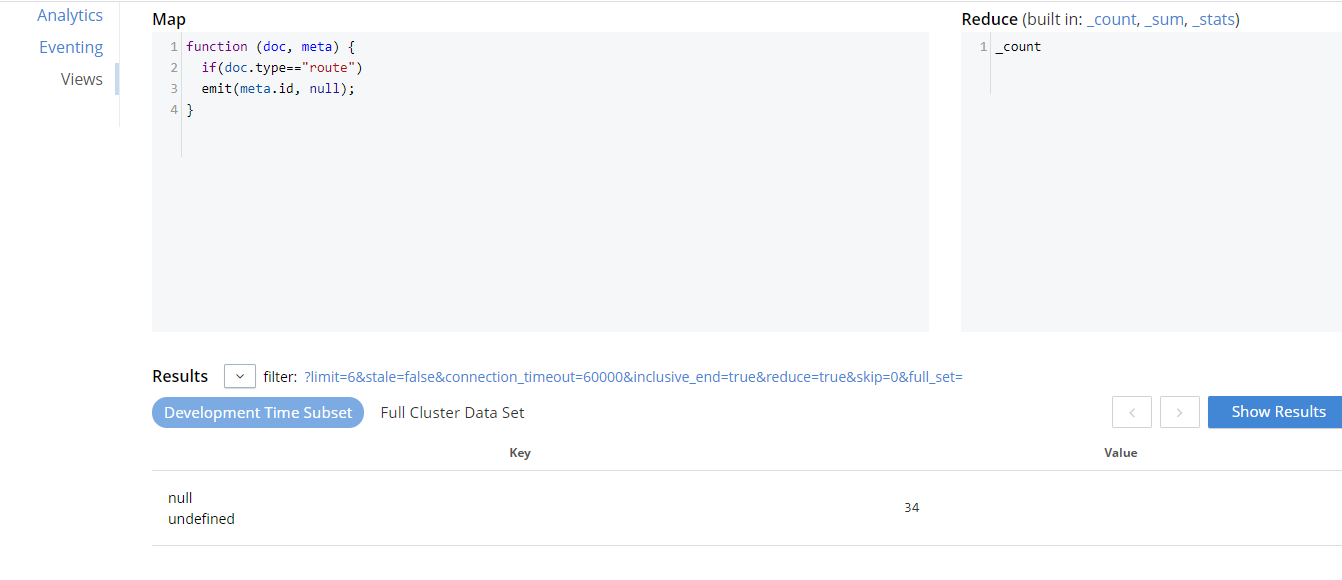 Analytics
Eventing
Views
Map
1 function (doc, meta) {
2 if(doc.type=="route")
3 emit(meta.id, null);
4 }
Reduce (built in: _count, _sum, _stats)
1 _count
Results filter: ?limit=6&stale=false&connection_timeout=60000&inclusive_end=true&reduce=true&skip=0&full_set=
Development Time Subset Full Cluster Data Set < > Show Results
Key Value
null
undefined
34